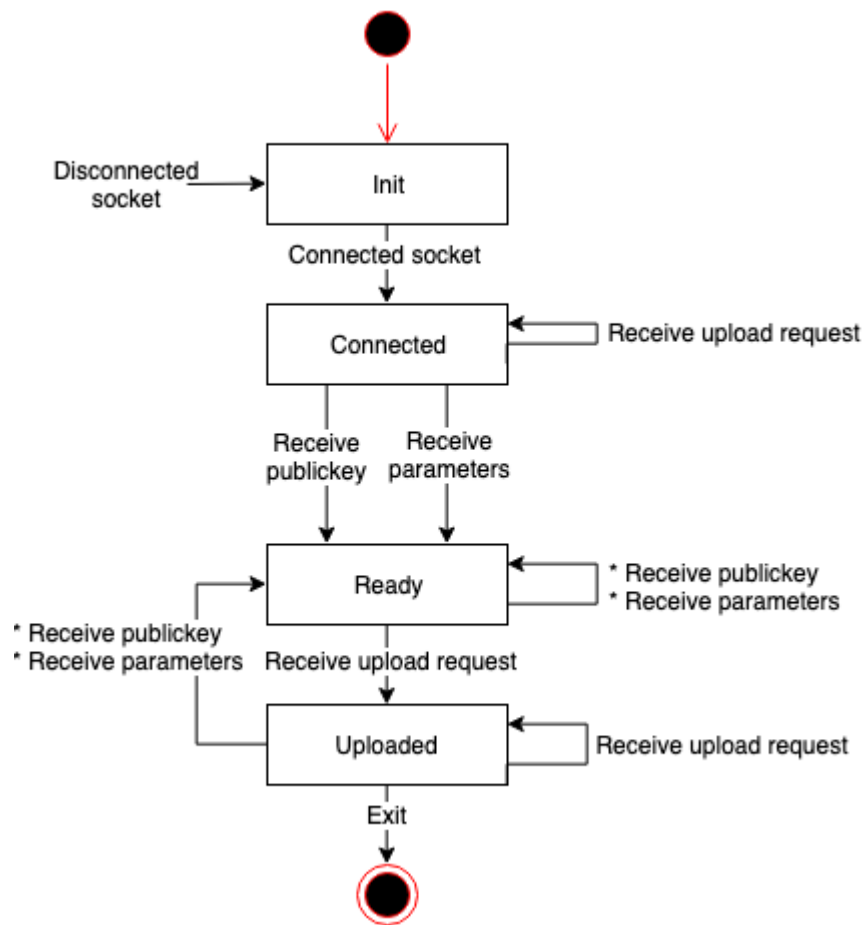 Disconnected
socket
Init
Connected socket
Connected
Receive upload request
Receive
publickey
Receive
parameters
Ready
* Receive publickey
* Receive parameters
* Receive publickey
* Receive parameters
Receive upload request
Uploaded
Receive upload request
Exit